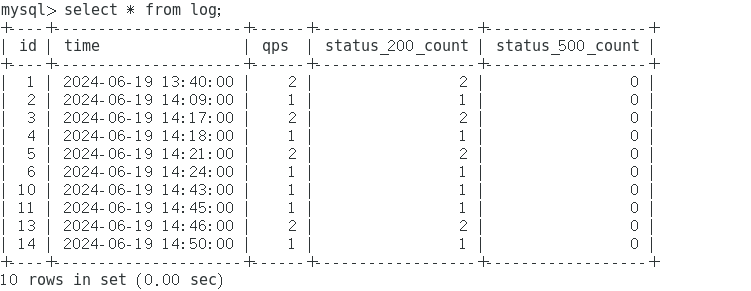 mysql> select * from log;
+----+---------------------+------+------------------+------------------+
| id | time                | qps  | status_200_count | status_500_count |
+----+---------------------+------+------------------+------------------+
|  1 | 2024-06-19 13:40:00 |    2 |                2 |                0 |
|  2 | 2024-06-19 14:09:00 |    1 |                1 |                0 |
|  3 | 2024-06-19 14:17:00 |    2 |                2 |                0 |
|  4 | 2024-06-19 14:18:00 |    1 |                1 |                0 |
|  5 | 2024-06-19 14:21:00 |    2 |                2 |                0 |
|  6 | 2024-06-19 14:24:00 |    1 |                1 |                0 |
| 10 | 2024-06-19 14:43:00 |    1 |                1 |                0 |
| 11 | 2024-06-19 14:45:00 |    1 |                1 |                0 |
| 13 | 2024-06-19 14:46:00 |    2 |                2 |                0 |
| 14 | 2024-06-19 14:50:00 |    1 |                1 |                0 |
+----+---------------------+------+------------------+------------------+
10 rows in set (0.00 sec)